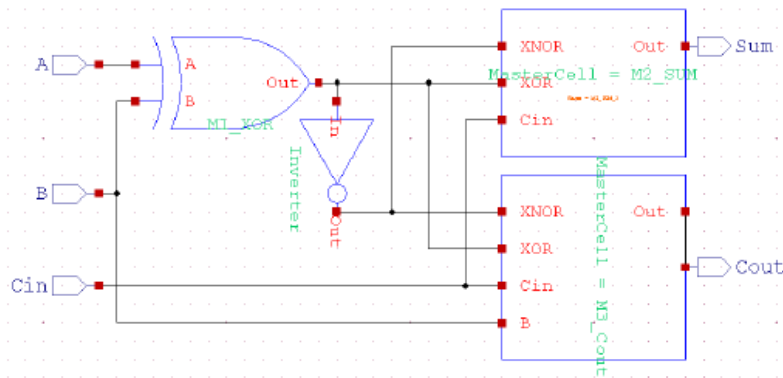 XNOR Out Sum
MasterCell = M2_SUM
A A XOR
Out
B Cin
M1_XOR
In
Inverter
MasterCell = M3_Cout
B XNOR Out
Out
XOR
Cout
Cin Cin
B